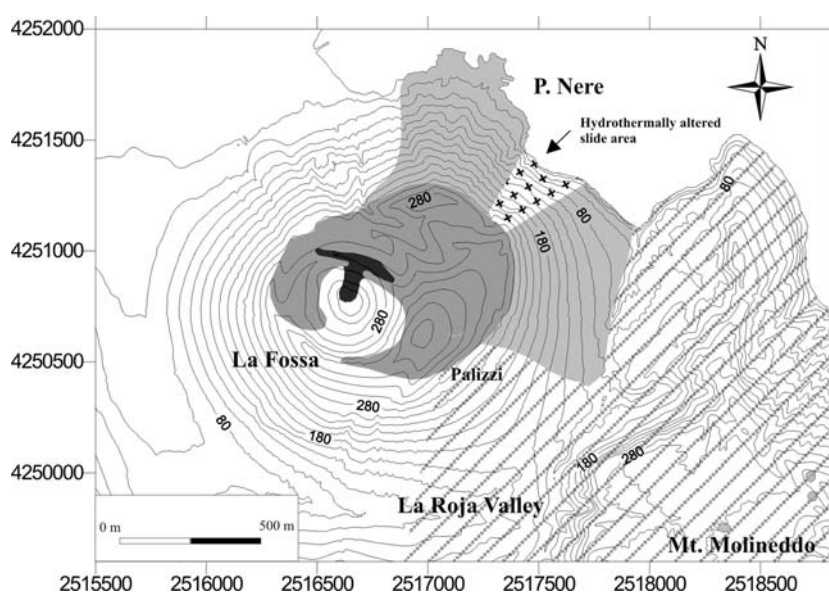 4252000
N
P. Nere
Hydrothermally altered
slide area
4251500
80
280
80
4251000
180
280
La Fossa
4250500
Palizzi
280
80
180
180
280
4250000
La Roja Valley
0 m
500 m
Mt. Molineddo
2515500 2516000 2516500 2517000 2517500 2518000 2518500